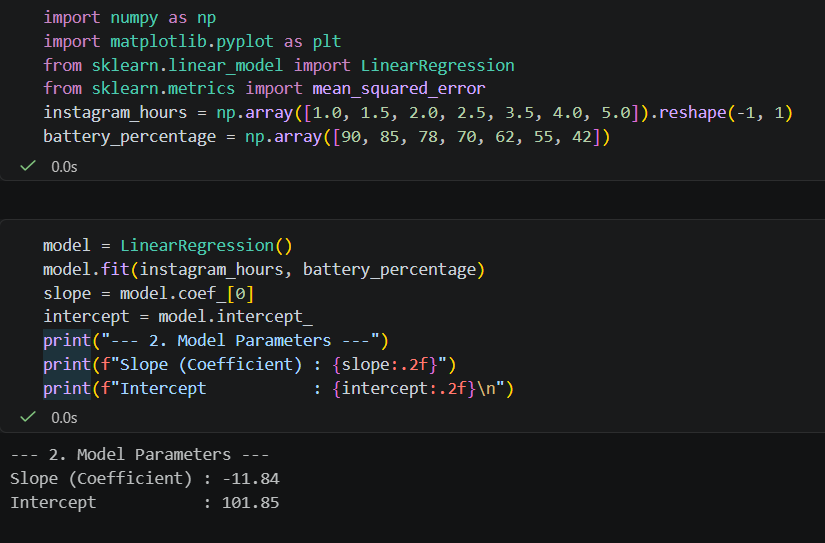 import numpy as np
import matplotlib.pyplot as plt
from sklearn.linear_model import LinearRegression
from sklearn.metrics import mean_squared_error
instagram_hours = np.array([1.0, 1.5, 2.0, 2.5, 3.5, 4.0, 5.0]).reshape(-1, 1)
battery_percentage = np.array([90, 85, 78, 70, 62, 55, 42])
0.0s
model = LinearRegression()
model.fit(instagram_hours, battery_percentage)
slope = model.coef_[0]
intercept = model.intercept_
print("--- 2. Model Parameters ---")
print(f"Slope (Coefficient) : {slope:.2f}")
print(f"Intercept           : {intercept:.2f}\n")
0.0s
--- 2. Model Parameters ---
Slope (Coefficient) : -11.84
Intercept           : 101.85